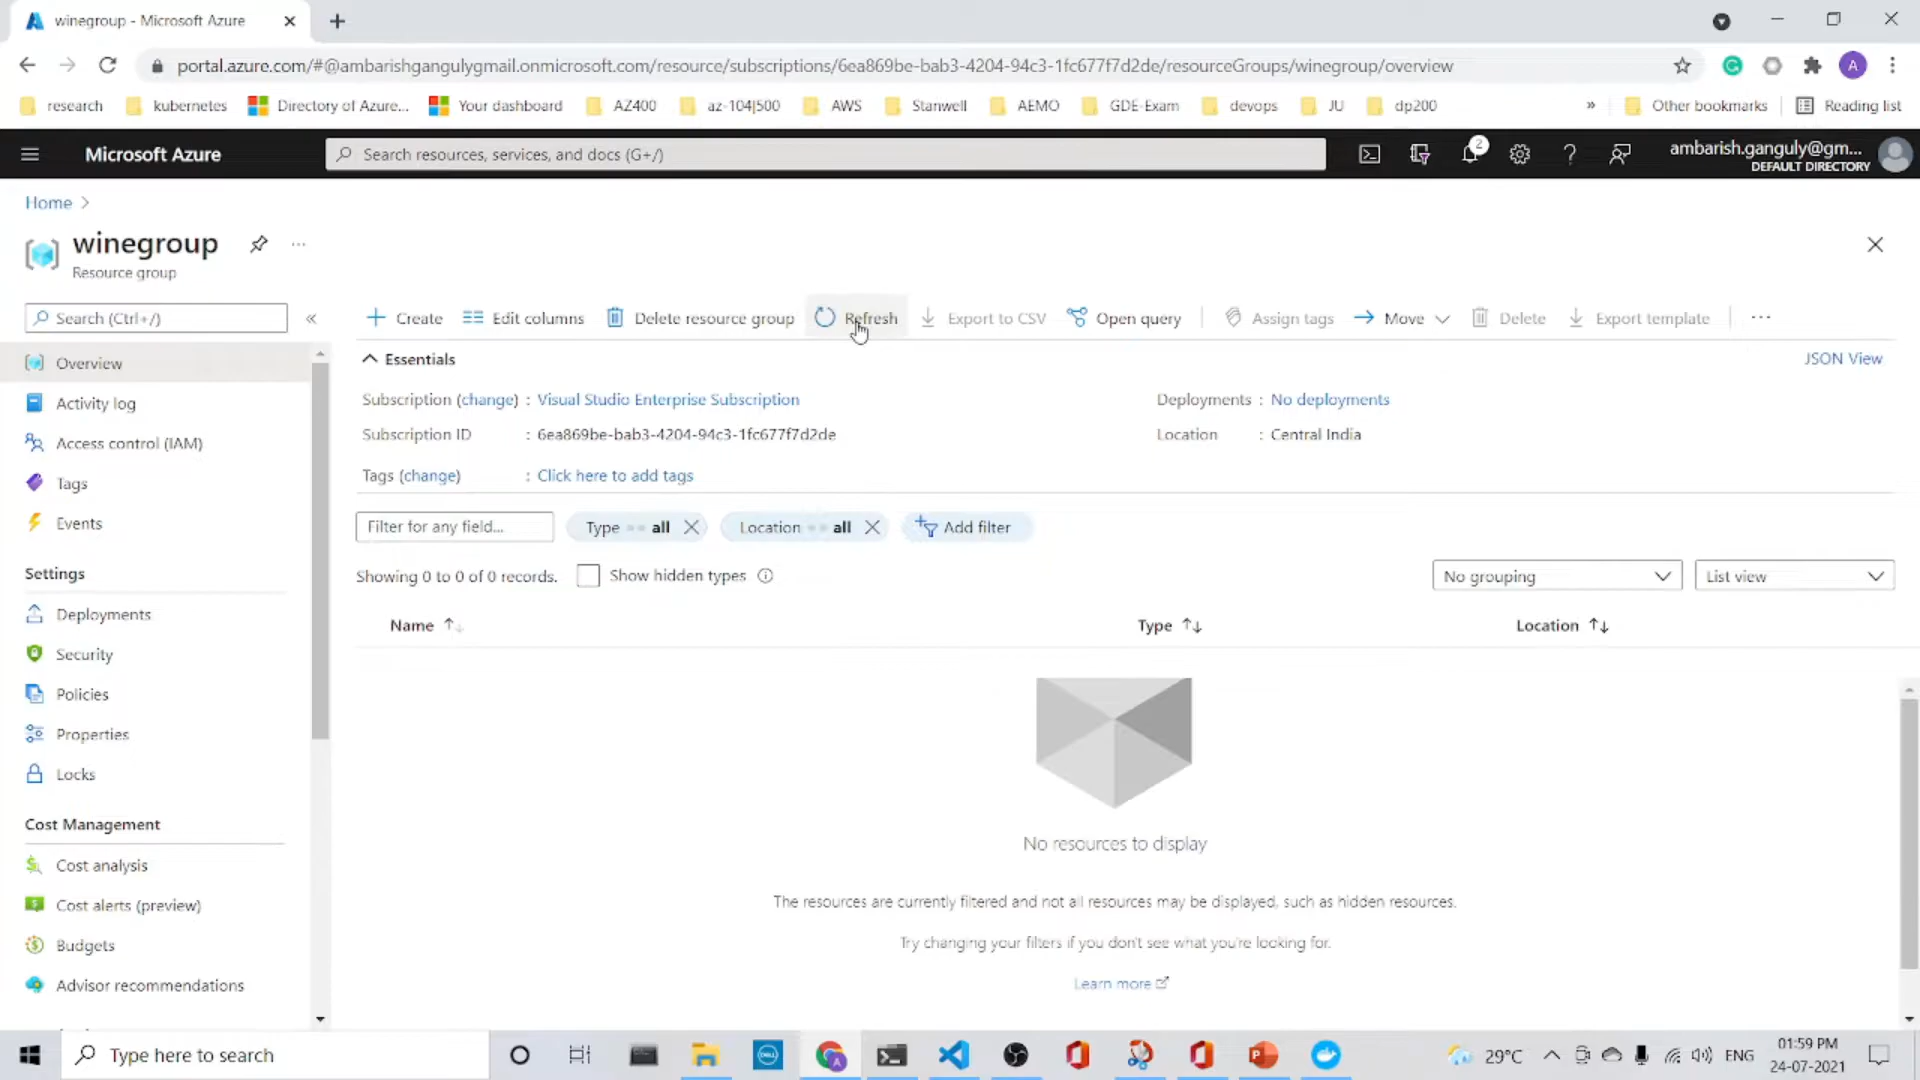 winegroup - Microsoft Azure
portal.azure.com/#@ambarishgangulygmail.onmicrosoft.com/resource/subscriptions/6ea869be-bab3-4204-94c3-1fc677f7d2de/resourceGroups/winegroup/overview
A
research kubernetes Directory of Azure... Your dashboard AZ400 az-104|500 AWS Stanwell AEMO GDE-Exam devops JU dp200 » Other bookmarks Reading list
Microsoft Azure Search resources, services, and docs (G+/) 2 ambarish.ganguly@gm...
DEFAULT DIRECTORY
Home >
winegroup ...
Resource group
Search (Ctrl+/) «
Create Edit columns Delete resource group Refresh Export to CSV Open query Assign tags Move Delete Export template ...
Overview
Activity log
Access control (IAM)
Tags
Events
Settings
Deployments
Security
Policies
Properties
Locks
Cost Management
Cost analysis
Cost alerts (preview)
Budgets
Advisor recommendations
Essentials JSON View
Subscription (change) : Visual Studio Enterprise Subscription Deployments : No deployments
Subscription ID : 6ea869be-bab3-4204-94c3-1fc677f7d2de Location : Central India
Tags (change) : Click here to add tags
Filter for any field... Type == all Location == all Add filter
Showing 0 to 0 of 0 records. Show hidden types No grouping List view
Name ↑↓ Type ↑↓ Location ↑↓
No resources to display
The resources are currently filtered and not all resources may be displayed, such as hidden resources.
Try changing your filters if you don't see what you're looking for.
Learn more
Type here to search DELL 29°C ENG 01:59 PM
24-07-2021